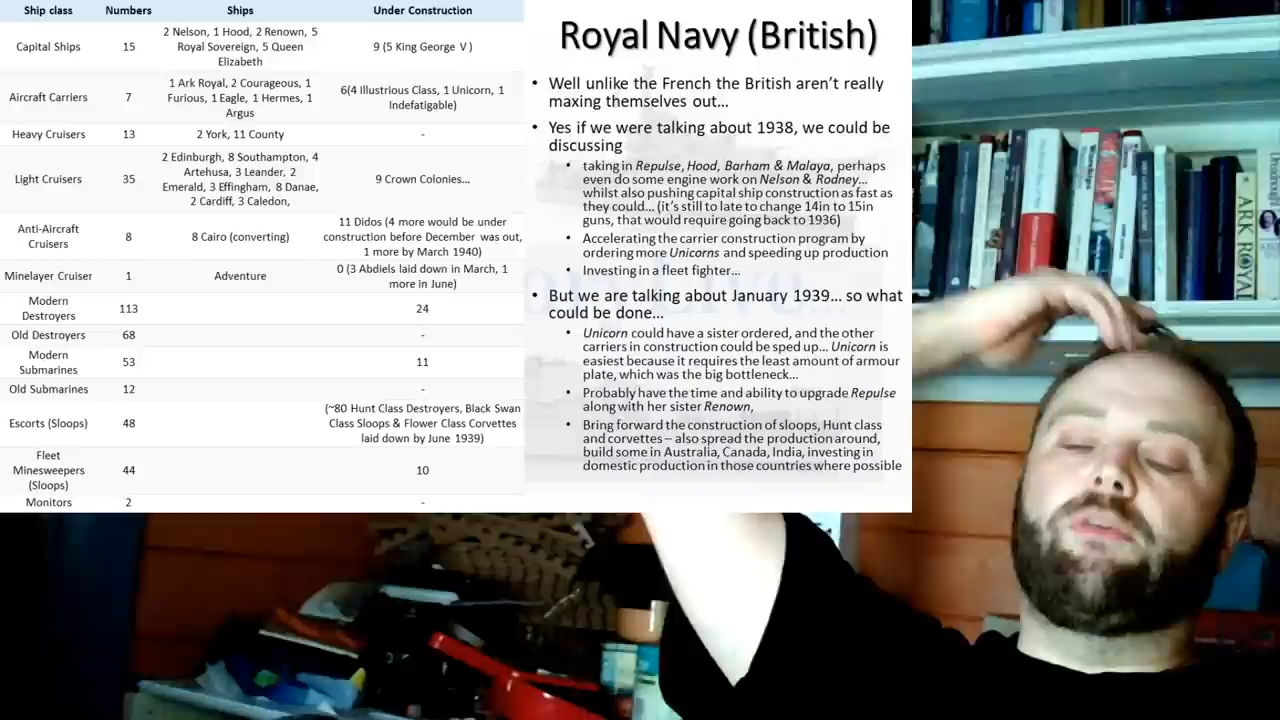 Ship class Numbers Ships Under Construction
Capital Ships 15 2 Nelson, 1 Hood, 2 Renown, 5
Royal Sovereign, 5 Queen
Elizabeth
9 (5 King George V )
Aircraft Carriers 7 1 Ark Royal, 2 Courageous, 1
Furious, 1 Eagle, 1 Hermes, 1
Argus
6(4 Illustrious Class, 1 Unicorn, 1
Indefatigable)
Heavy Cruisers 13 2 York, 11 County -
Light Cruisers 35 2 Edinburgh, 8 Southampton, 4
Artehusa, 3 Leander, 2
Emerald, 3 Effingham, 8 Danae,
2 Cardiff, 3 Caledon,
9 Crown Colonies...
Anti-Aircraft
Cruisers
8 8 Cairo (converting)
11 Didos (4 more would be under
construction before December was out,
1 more by March 1940)
Minelayer Cruiser 1 Adventure
0 (3 Abdiels laid down in March, 1
more in June)
Modern
Destroyers
113 24
Old Destroyers 68 -
Modern
Submarines
53 11
Old Submarines 12 -
Escorts (Sloops) 48
(~80 Hunt Class Destroyers, Black Swan
Class Sloops & Flower Class Corvettes
laid down by June 1939)
Fleet
Minesweepers
(Sloops)
44 10
Monitors 2 -
Royal Navy (British)
• Well unlike the French the British aren't really
maxing themselves out...
• Yes if we were talking about 1938, we could be
discussing
• taking in Repulse, Hood, Barham & Malaya, perhaps
even do some engine work on Nelson & Rodney...
whilst also pushing capital ship construction as fast as
they could... (it's still to late to change 14in to 15in
guns, that would require going back to 1936)
• Accelerating the carrier construction program by
ordering more Unicorns and speeding up production
• Investing in a fleet fighter...
• But we are talking about January 1939... so what
could be done...
• Unicorn could have a sister ordered, and the other
carriers in construction could be sped up... Unicorn is
easiest because it requires the least amount of armour
plate, which was the big bottleneck...
• Probably have the time and ability to upgrade Repulse
along with her sister Renown,
• Bring forward the construction of sloops, Hunt class
and corvettes – also spread the production around,
build some in Australia, Canada, India, investing in
domestic production in those countries where possible
ARK ROYAL